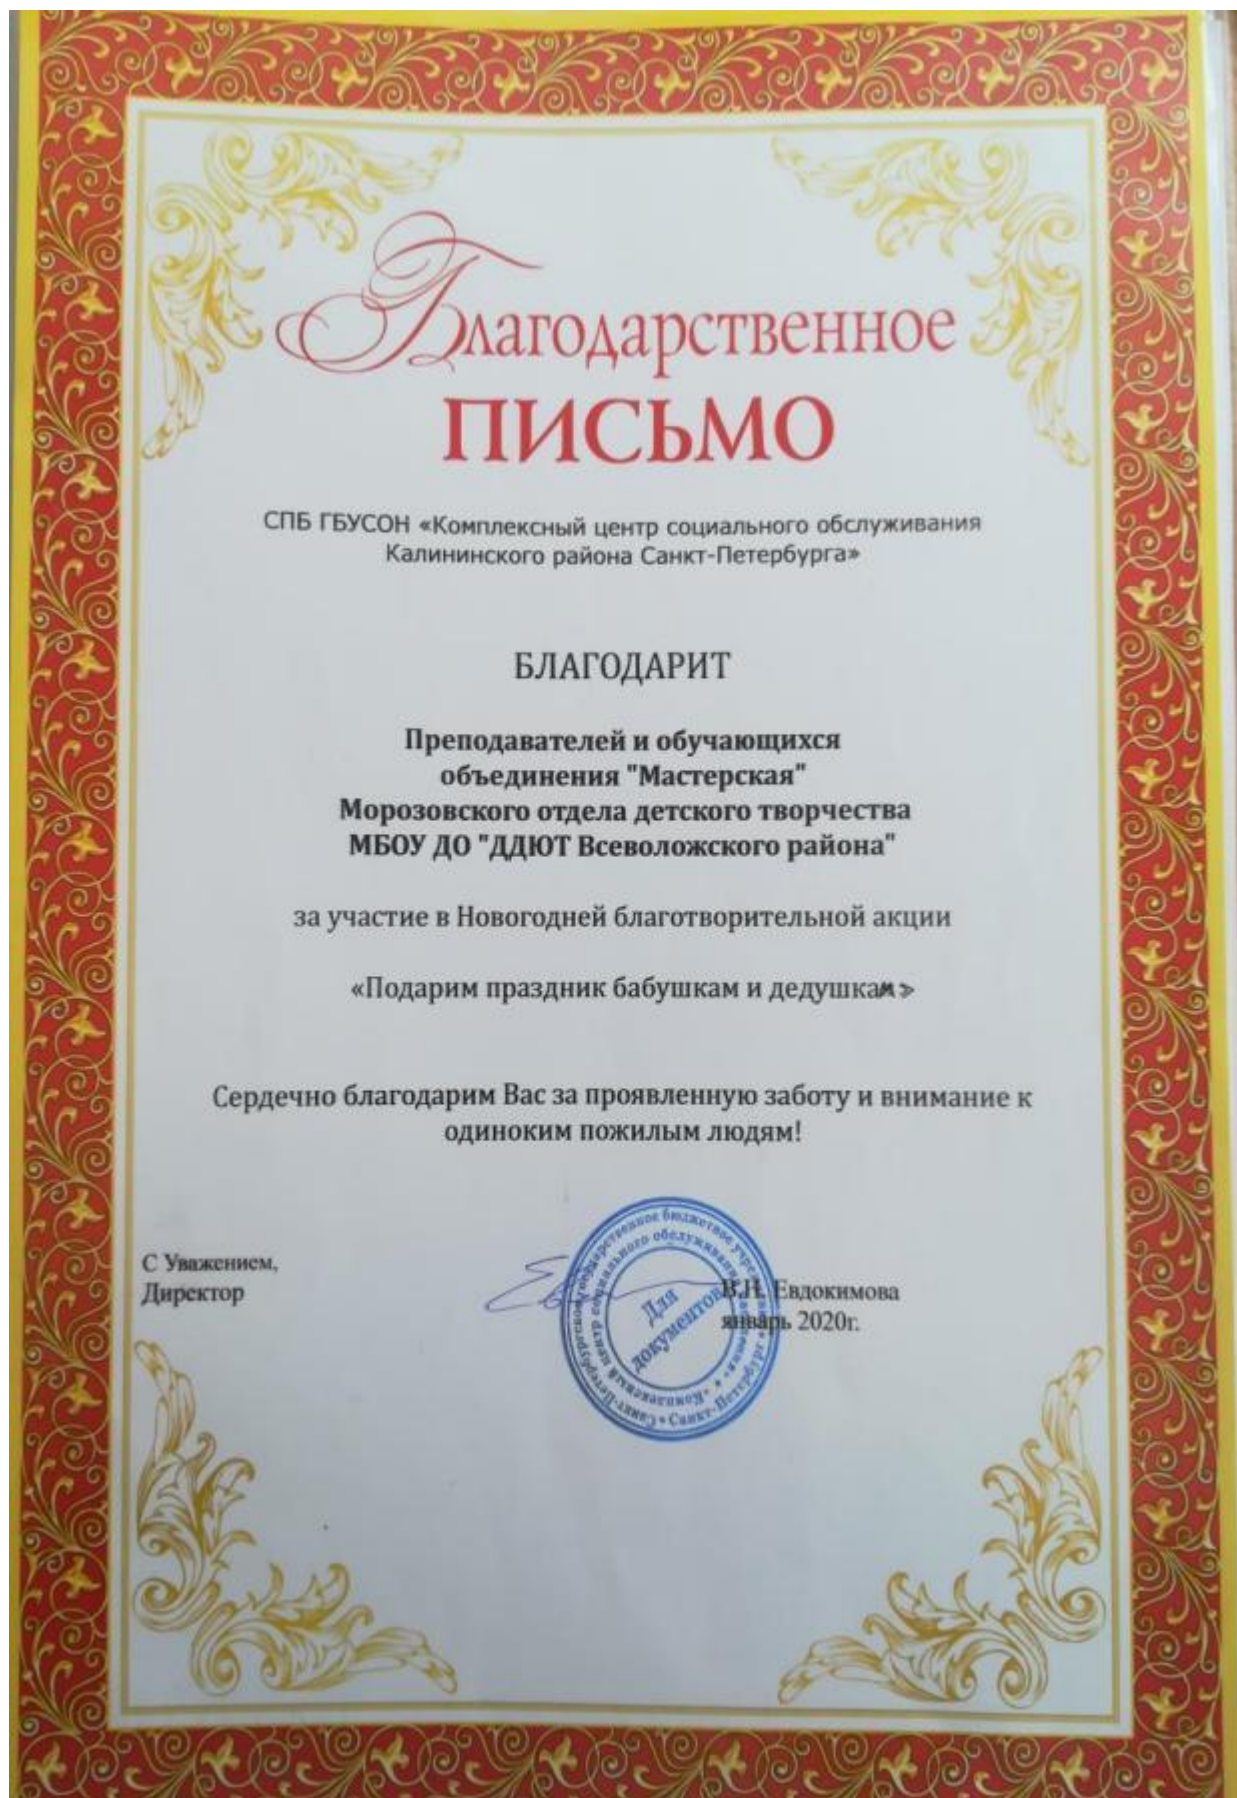 Благодарственное
ПИСЬМО
СПБ ГБУСОН «Комплексный центр социального обслуживания
Калининского района Санкт-Петербурга»
БЛАГОДАРИТ
Преподавателей и обучающихся
объединения "Мастерская"
Морозовского отдела детского творчества
МБОУ ДО "ДДЮТ Всеволожского района"
за участие в Новогодней благотворительной акции
«Подарим праздник бабушкам и дедушкам»
Сердечно благодарим Вас за проявленную заботу и внимание к
одиноким пожилым людям!
С Уважением,
Директор
В.Н. Евдокимова
январь 2020г.
Для
документов